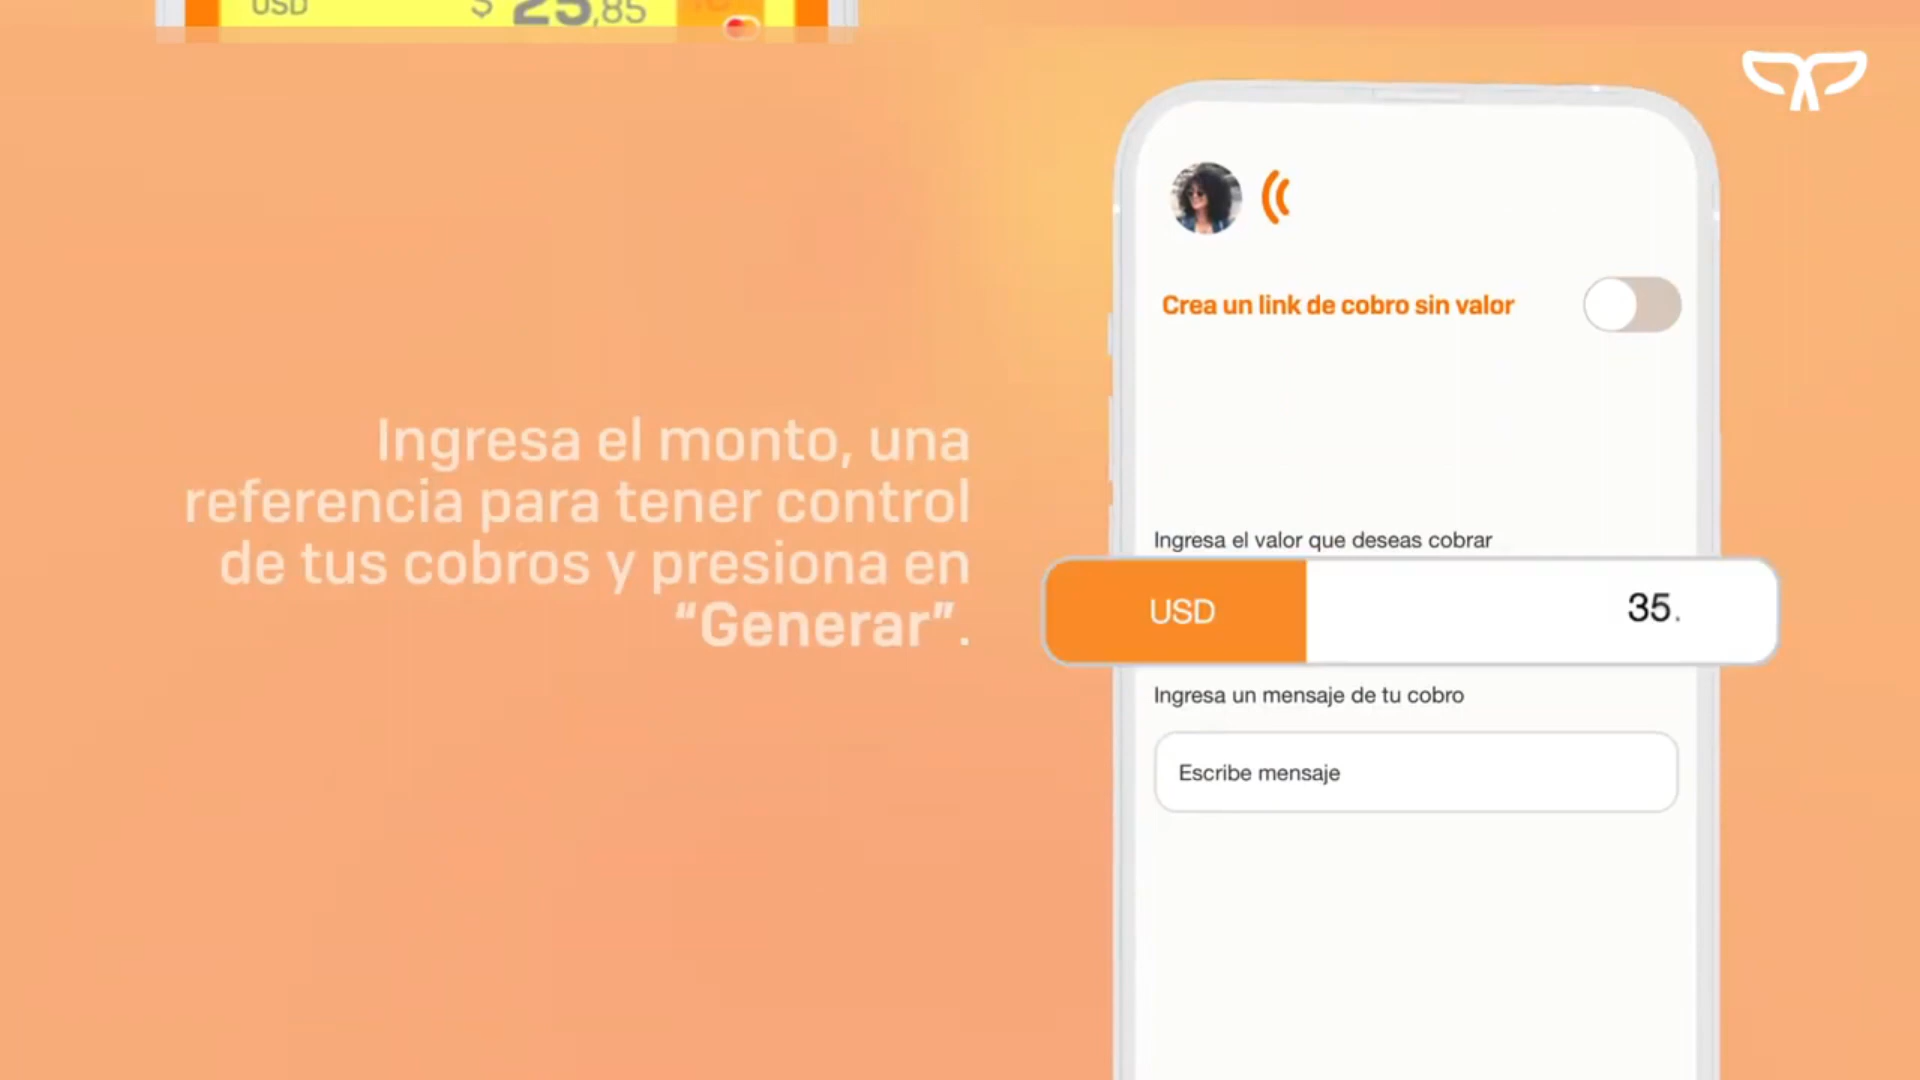 USD $ 25,85
Ingresa el monto, una
referencia para tener control
de tus cobros y presiona en
“Generar”.
Crea un link de cobro sin valor
Ingresa el valor que deseas cobrar
USD 35.
Ingresa un mensaje de tu cobro
Escribe mensaje